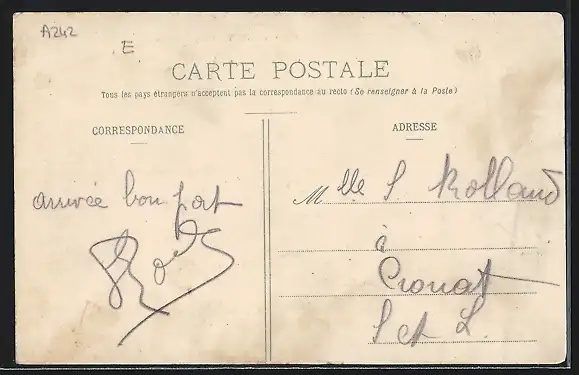 A242
E
CARTE POSTALE
Tous les pays étrangers n'acceptent pas la correspondance au recto (Se renseigner à la Poste)
CORRESPONDANCE
arrivée bon port
ADRESSE
Mlle S Rolland
à
Cronat
S et L.